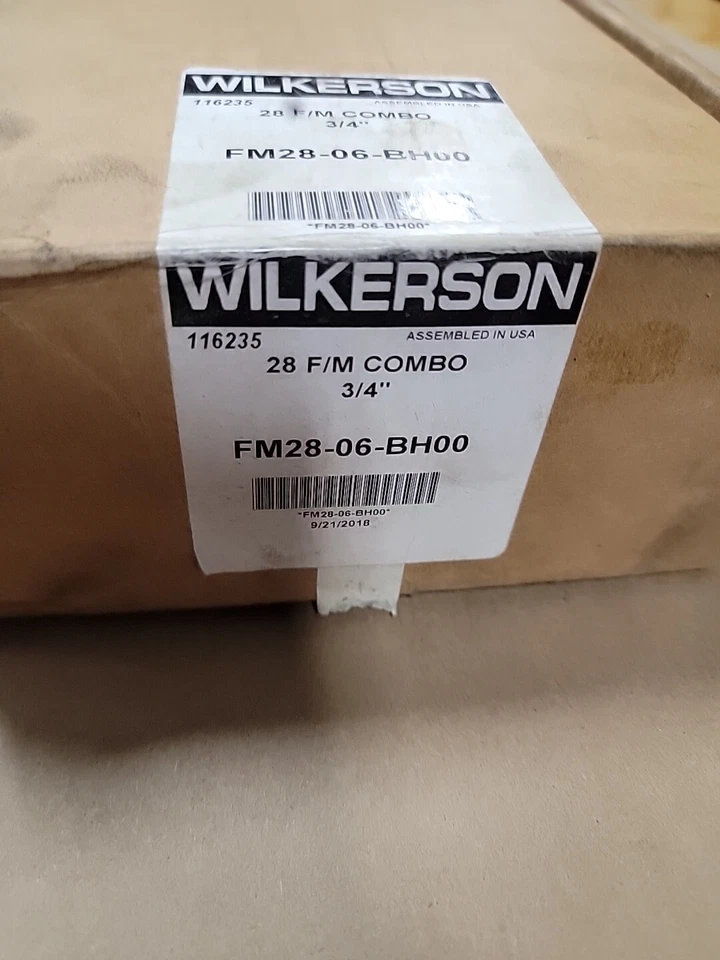 WILKERSON
116235
ASSEMBLED IN USA
28 F/M COMBO
3/4"
FM28-06-BH00
"FM28-06-BH00"
WILKERSON
116235
ASSEMBLED IN USA
28 F/M COMBO
3/4"
FM28-06-BH00
"FM28-06-BH00"
9/21/2018